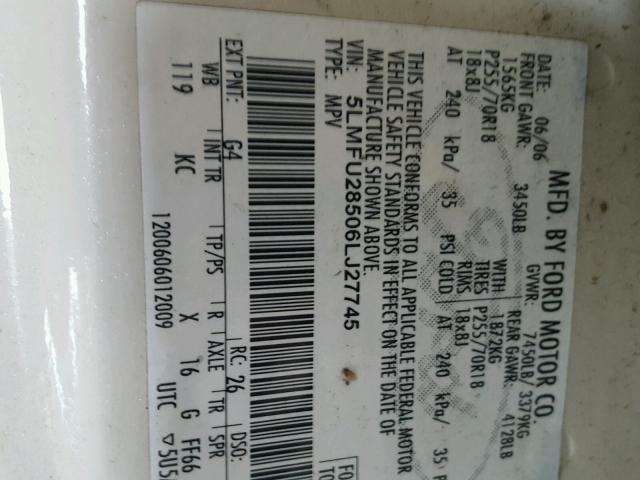 MFD. BY FORD MOTOR CO.
DATE: 06/06 GVWR: 7450LB/ 3379KG
FRONT GAWR: 3450LB REAR GAWR: 4128LB
1565KG WITH 1872KG
P255/70R18 TIRES P255/70R18
18x8J RIMS 18x8J
AT 240 kPa/ 35 PSI COLD AT 240 kPa/ 35 P
THIS VEHICLE CONFORMS TO ALL APPLICABLE FEDERAL MOTOR
VEHICLE SAFETY STANDARDS IN EFFECT ON THE DATE OF
MANUFACTURE SHOWN ABOVE.
VIN: 5LMFU28506LJ27745
TYPE: MPV
EXT PNT: G4 RC: 26 DSO:
WB INT TR TP/PS R AXLE TR SPR
119 KC X 16 G FF66
1200606012009 UTC